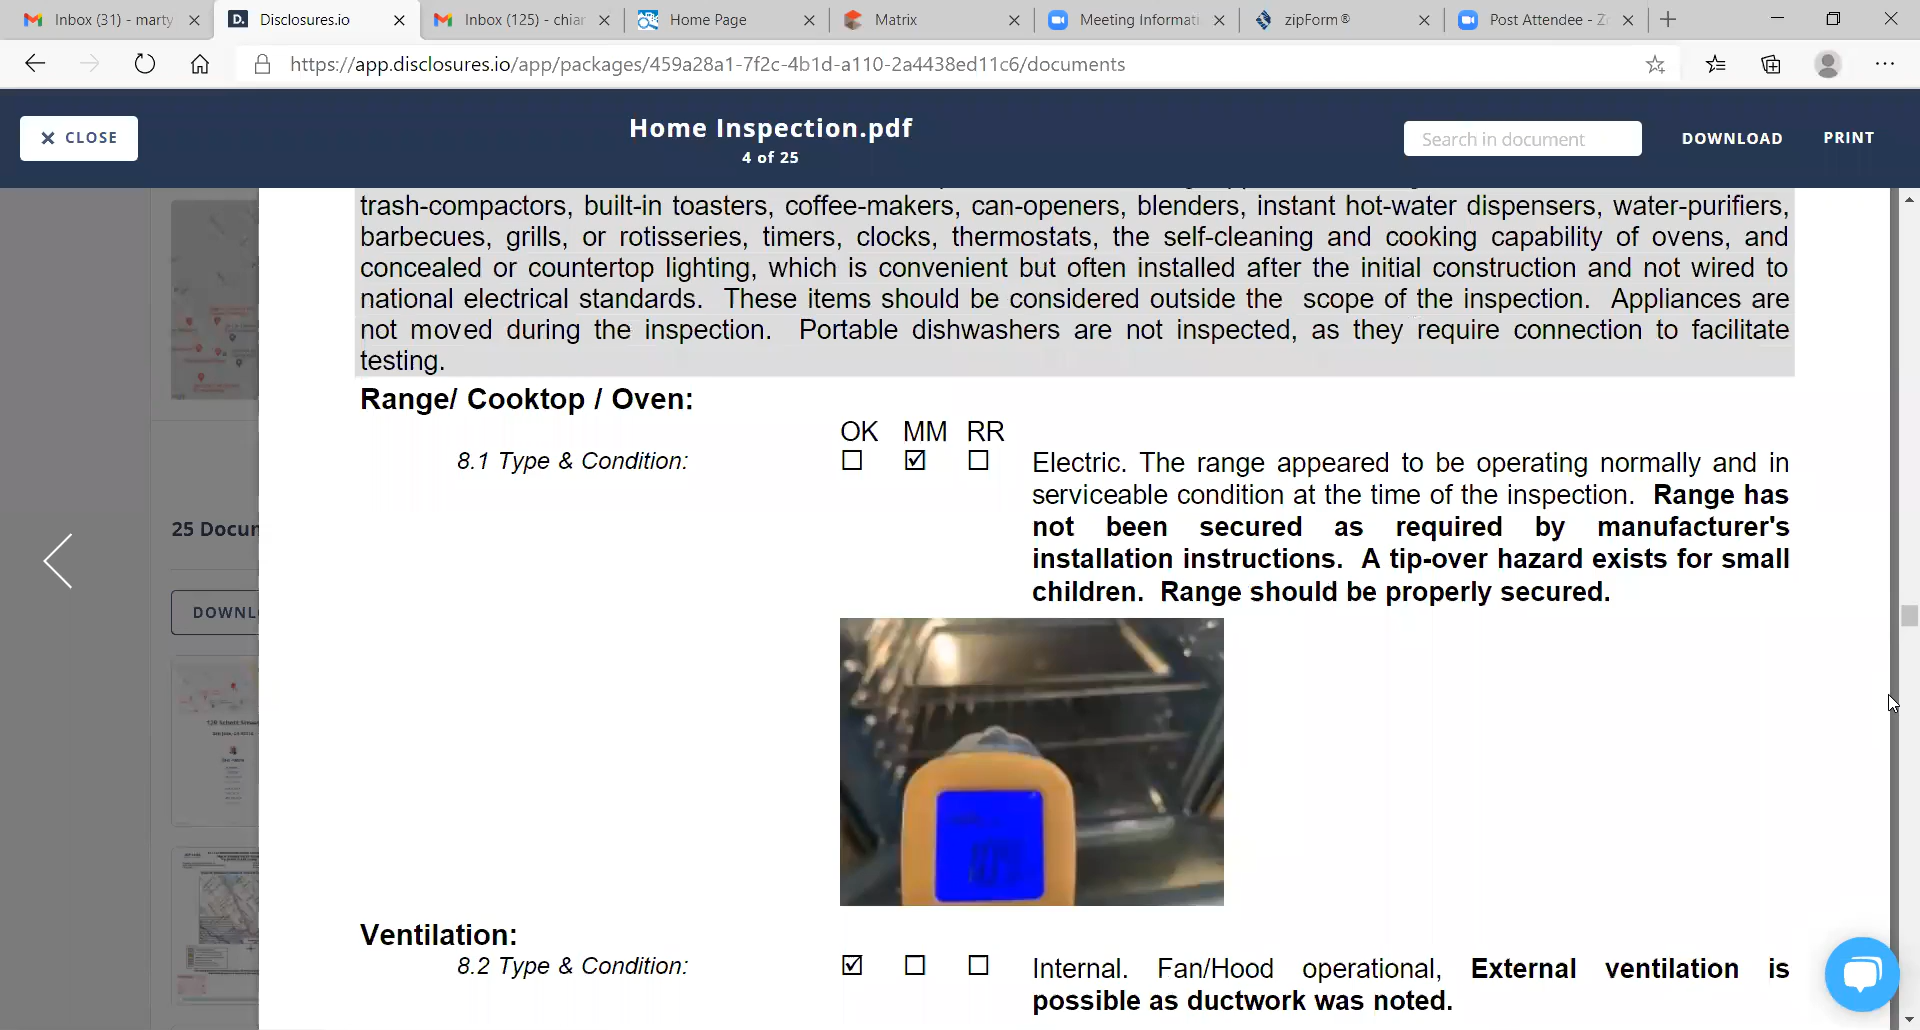 Inbox (31) - marty
Disclosures.io
Inbox (125) - chiar
Home Page
Matrix
Meeting Informati
zipForm®
Post Attendee - Zo
https://app.disclosures.io/app/packages/459a28a1-7f2c-4b1d-a110-2a4438ed11c6/documents
CLOSE
Home Inspection.pdf
4 of 25
Search in document
DOWNLOAD
PRINT
trash-compactors, built-in toasters, coffee-makers, can-openers, blenders, instant hot-water dispensers, water-purifiers,
barbecues, grills, or rotisseries, timers, clocks, thermostats, the self-cleaning and cooking capability of ovens, and
concealed or countertop lighting, which is convenient but often installed after the initial construction and not wired to
national electrical standards. These items should be considered outside the scope of the inspection. Appliances are
not moved during the inspection. Portable dishwashers are not inspected, as they require connection to facilitate
testing.
Range/ Cooktop / Oven:
OK MM RR
8.1 Type & Condition:
Electric. The range appeared to be operating normally and in
serviceable condition at the time of the inspection. Range has
not been secured as required by manufacturer's
installation instructions. A tip-over hazard exists for small
children. Range should be properly secured.
25 Docum
DOWNL
Ventilation:
8.2 Type & Condition:
Internal. Fan/Hood operational, External ventilation is
possible as ductwork was noted.